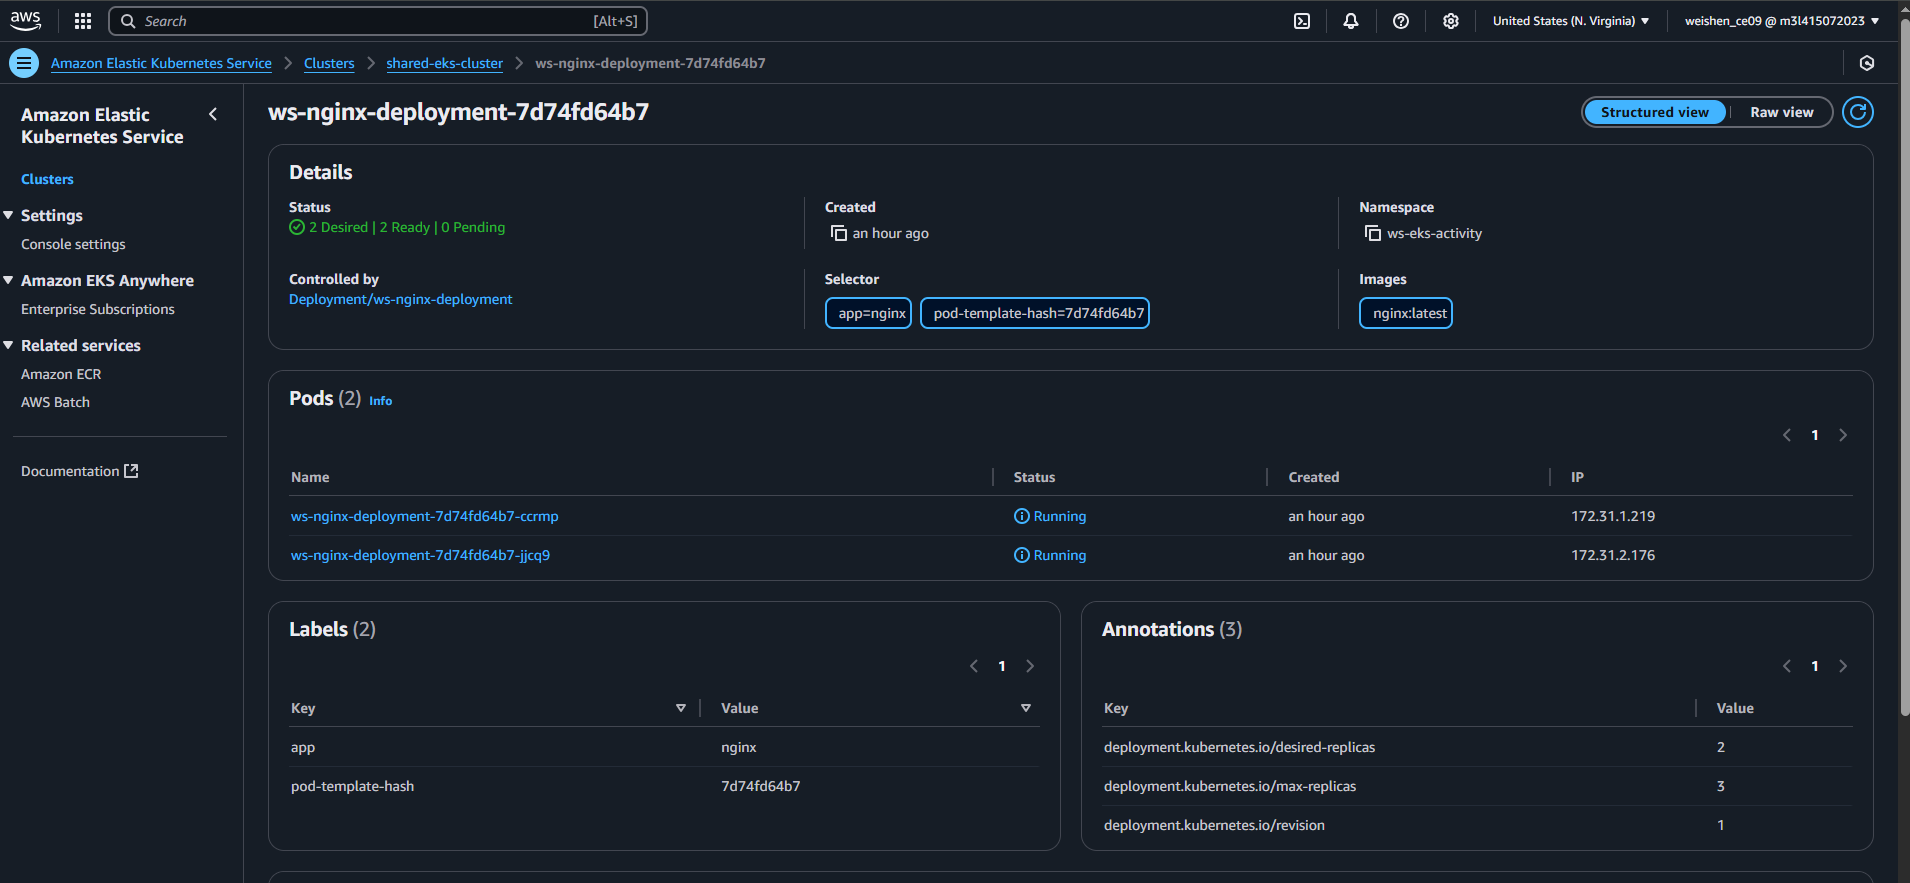 aws
Search [Alt+S]
United States (N. Virginia)
weishen_ce09 @ m3l415072023
Amazon Elastic Kubernetes Service
Clusters
shared-eks-cluster
ws-nginx-deployment-7d74fd64b7
Amazon Elastic
Kubernetes Service
Clusters
Settings
Console settings
Amazon EKS Anywhere
Enterprise Subscriptions
Related services
Amazon ECR
AWS Batch
Documentation
ws-nginx-deployment-7d74fd64b7
Structured view
Raw view
Details
Status
2 Desired | 2 Ready | 0 Pending
Created
an hour ago
Namespace
ws-eks-activity
Controlled by
Deployment/ws-nginx-deployment
Selector
app=nginx
pod-template-hash=7d74fd64b7
Images
nginx:latest
Pods (2) Info
1
Name Status Created IP
ws-nginx-deployment-7d74fd64b7-ccrmp Running an hour ago 172.31.1.219
ws-nginx-deployment-7d74fd64b7-jjcq9 Running an hour ago 172.31.2.176
Labels (2)
1
Key Value
app nginx
pod-template-hash 7d74fd64b7
Annotations (3)
1
Key Value
deployment.kubernetes.io/desired-replicas 2
deployment.kubernetes.io/max-replicas 3
deployment.kubernetes.io/revision 1